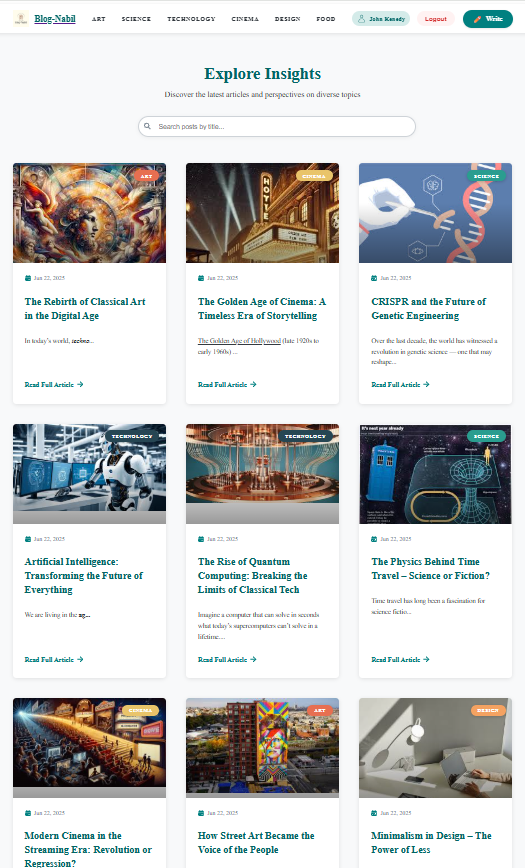 Blog-Nabil
ART SCIENCE TECHNOLOGY CINEMA DESIGN FOOD
John Kenady
Logout
Write
Explore Insights
Discover the latest articles and perspectives on diverse topics
Search posts by title...
ART
Jun 22, 2025
The Rebirth of Classical Art
in the Digital Age
In today's world, techno...
Read Full Article →
CINEMA
Jun 22, 2025
The Golden Age of Cinema: A
Timeless Era of Storytelling
The Golden Age of Hollywood (late 1920s to
early 1960s) ...
Read Full Article →
SCIENCE
Jun 22, 2025
CRISPR and the Future of
Genetic Engineering
Over the last decade, the world has witnessed a
revolution in genetic science — one that may
reshape...
Read Full Article →
TECHNOLOGY
Jun 22, 2025
Artificial Intelligence:
Transforming the Future of
Everything
We are living in the ag...
Read Full Article →
TECHNOLOGY
Jun 22, 2025
The Rise of Quantum
Computing: Breaking the
Limits of Classical Tech
Imagine a computer that can solve in seconds
what today's supercomputers can't solve in a
lifetime....
Read Full Article →
It's next year already
SCIENCE
Jun 22, 2025
The Physics Behind Time
Travel – Science or Fiction?
Time travel has long been a fascination for
science fictio...
Read Full Article →
CINEMA
Jun 22, 2025
Modern Cinema in the
Streaming Era: Revolution or
Regression?
ART
Jun 22, 2025
How Street Art Became the
Voice of the People
DESIGN
Jun 22, 2025
Minimalism in Design – The
Power of Less